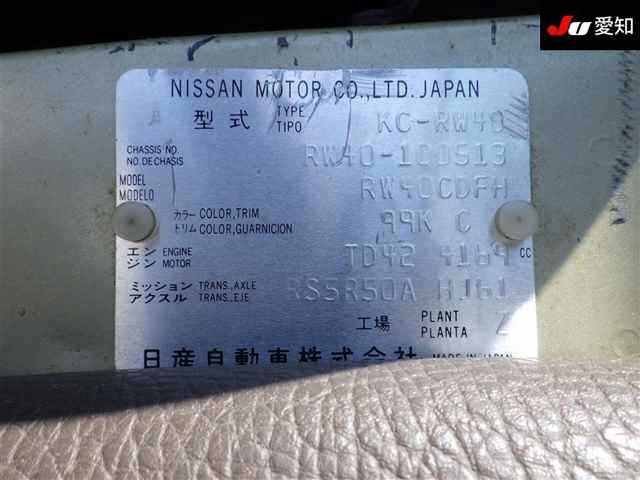 JU 愛知
NISSAN MOTOR CO.,LTD. JAPAN
型式 TYPE TIPO KC-RW40
CHASSIS NO. NO. DE CHASIS RW40-100513
MODEL MODELO RW40CDFH
カラー COLOR, TRIM トリム COLOR, GUARNICION 99K C
エンジン ENGINE MOTOR TD42 4169 CC
ミッション アクスル TRANS., AXLE TRANS., EJE RS5R50A HJ61
工場 PLANT PLANTA Z
日産自動車株式会社 MADE IN JAPAN